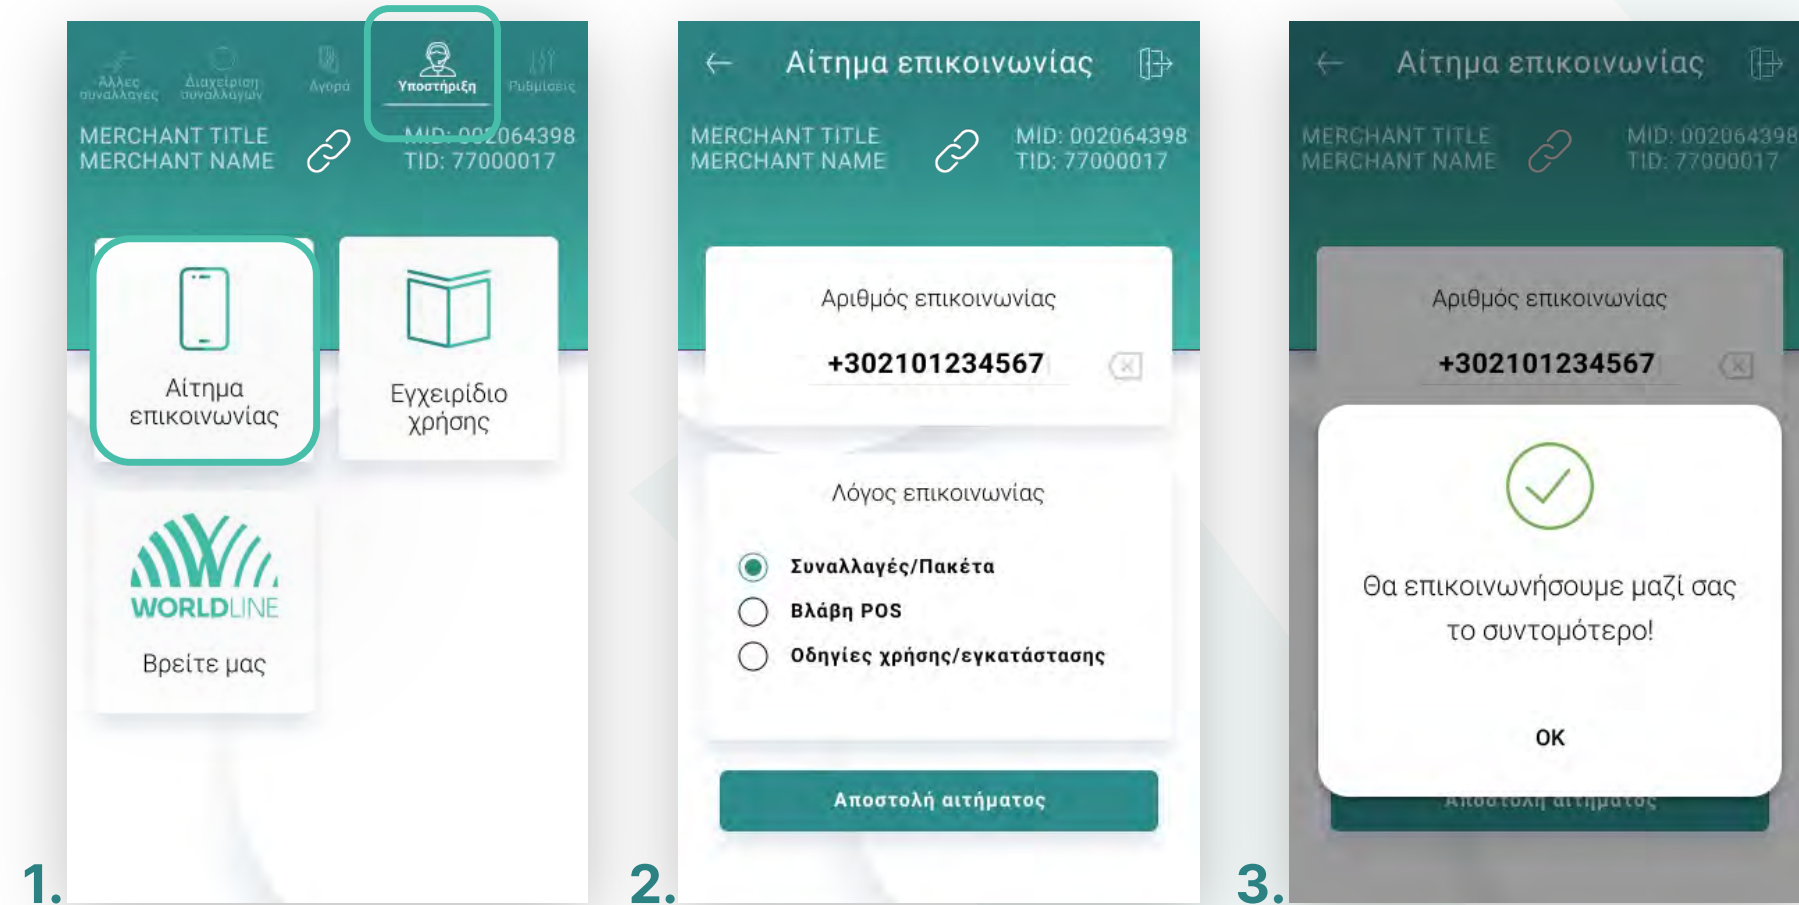 Άλλες
συναλλαγές
Διαχείριση
συναλλαγών
Αγορά
Υποστήριξη
Ρυθμίσεις
MERCHANT TITLE
MERCHANT NAME
MID: 002064398
TID: 77000017
Αίτημα
επικοινωνίας
Εγχειρίδιο
χρήσης
WORLDLINE
Βρείτε μας
1.
Αίτημα επικοινωνίας
MERCHANT TITLE
MERCHANT NAME
MID: 002064398
TID: 77000017
Αριθμός επικοινωνίας
+302101234567
Λόγος επικοινωνίας
Συναλλαγές/Πακέτα
Βλάβη POS
Οδηγίες χρήσης/εγκατάστασης
Αποστολή αιτήματος
2.
Αίτημα επικοινωνίας
MERCHANT TITLE
MERCHANT NAME
MID: 002064398
TID: 77000017
Αριθμός επικοινωνίας
+302101234567
Θα επικοινωνήσουμε μαζί σας
το συντομότερο!
OK
Αποστολή αιτήματος
3.